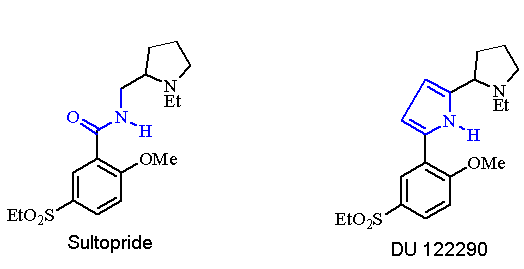 N
Et
O
N
H
OMe
EtO₂S
Sultopride
N
Et
N
H
OMe
EtO₂S
DU 122290